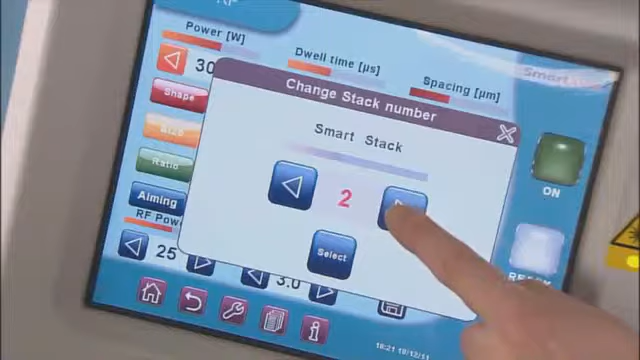 Power [W]
Dwell time [µs]
Spacing [µm]
Smart
30
Change Stack number
Shape
Smart Stack
Size
Ratio
2
ON
Aiming
RF Power
Select
25
3.0
18:21 19/12/11